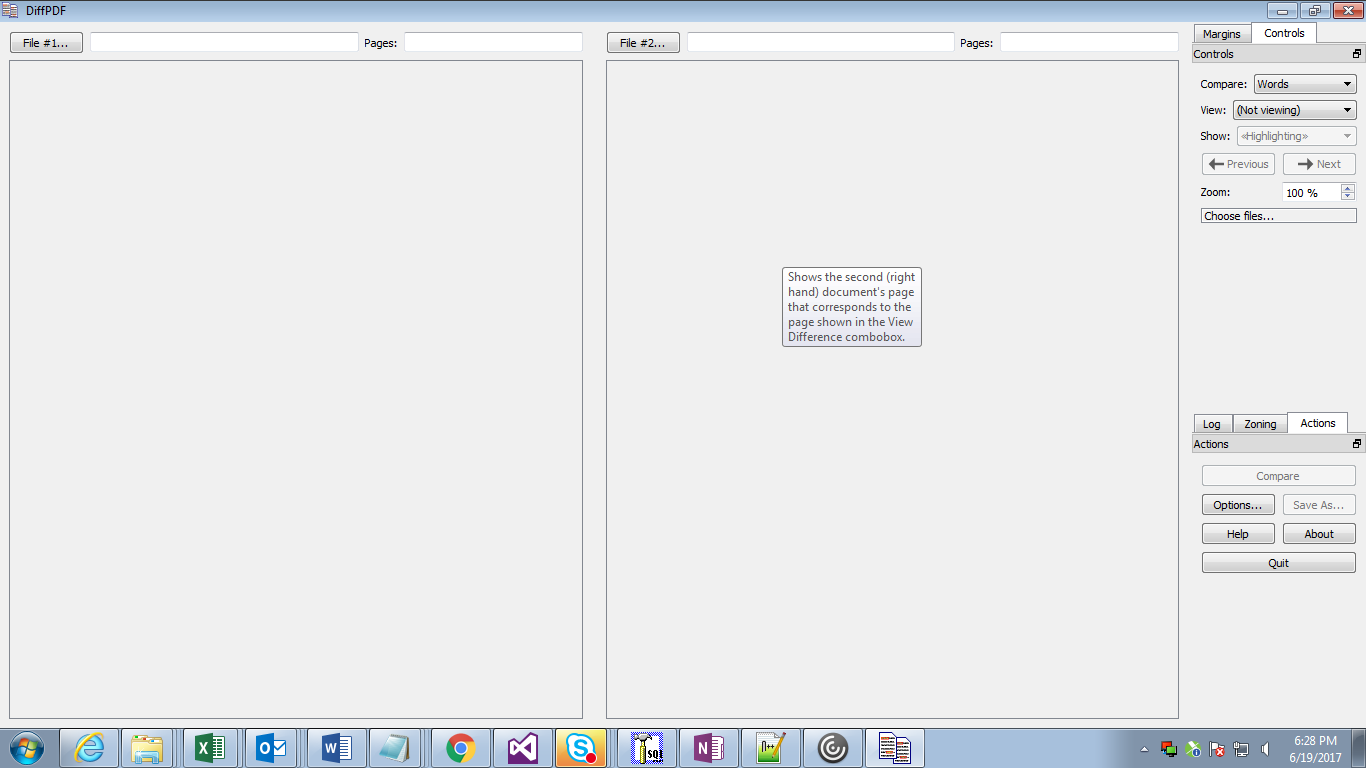 DiffPDF
File #1...
Pages:
File #2...
Pages:
Margins
Controls
Controls
Compare: Words
View: (Not viewing)
Show: «Highlighting»
Previous
Next
Zoom: 100 %
Choose files...
Shows the second (right
hand) document's page
that corresponds to the
page shown in the View
Difference combobox.
Log
Zoning
Actions
Actions
Compare
Options...
Save As...
Help
About
Quit
6:28 PM
6/19/2017